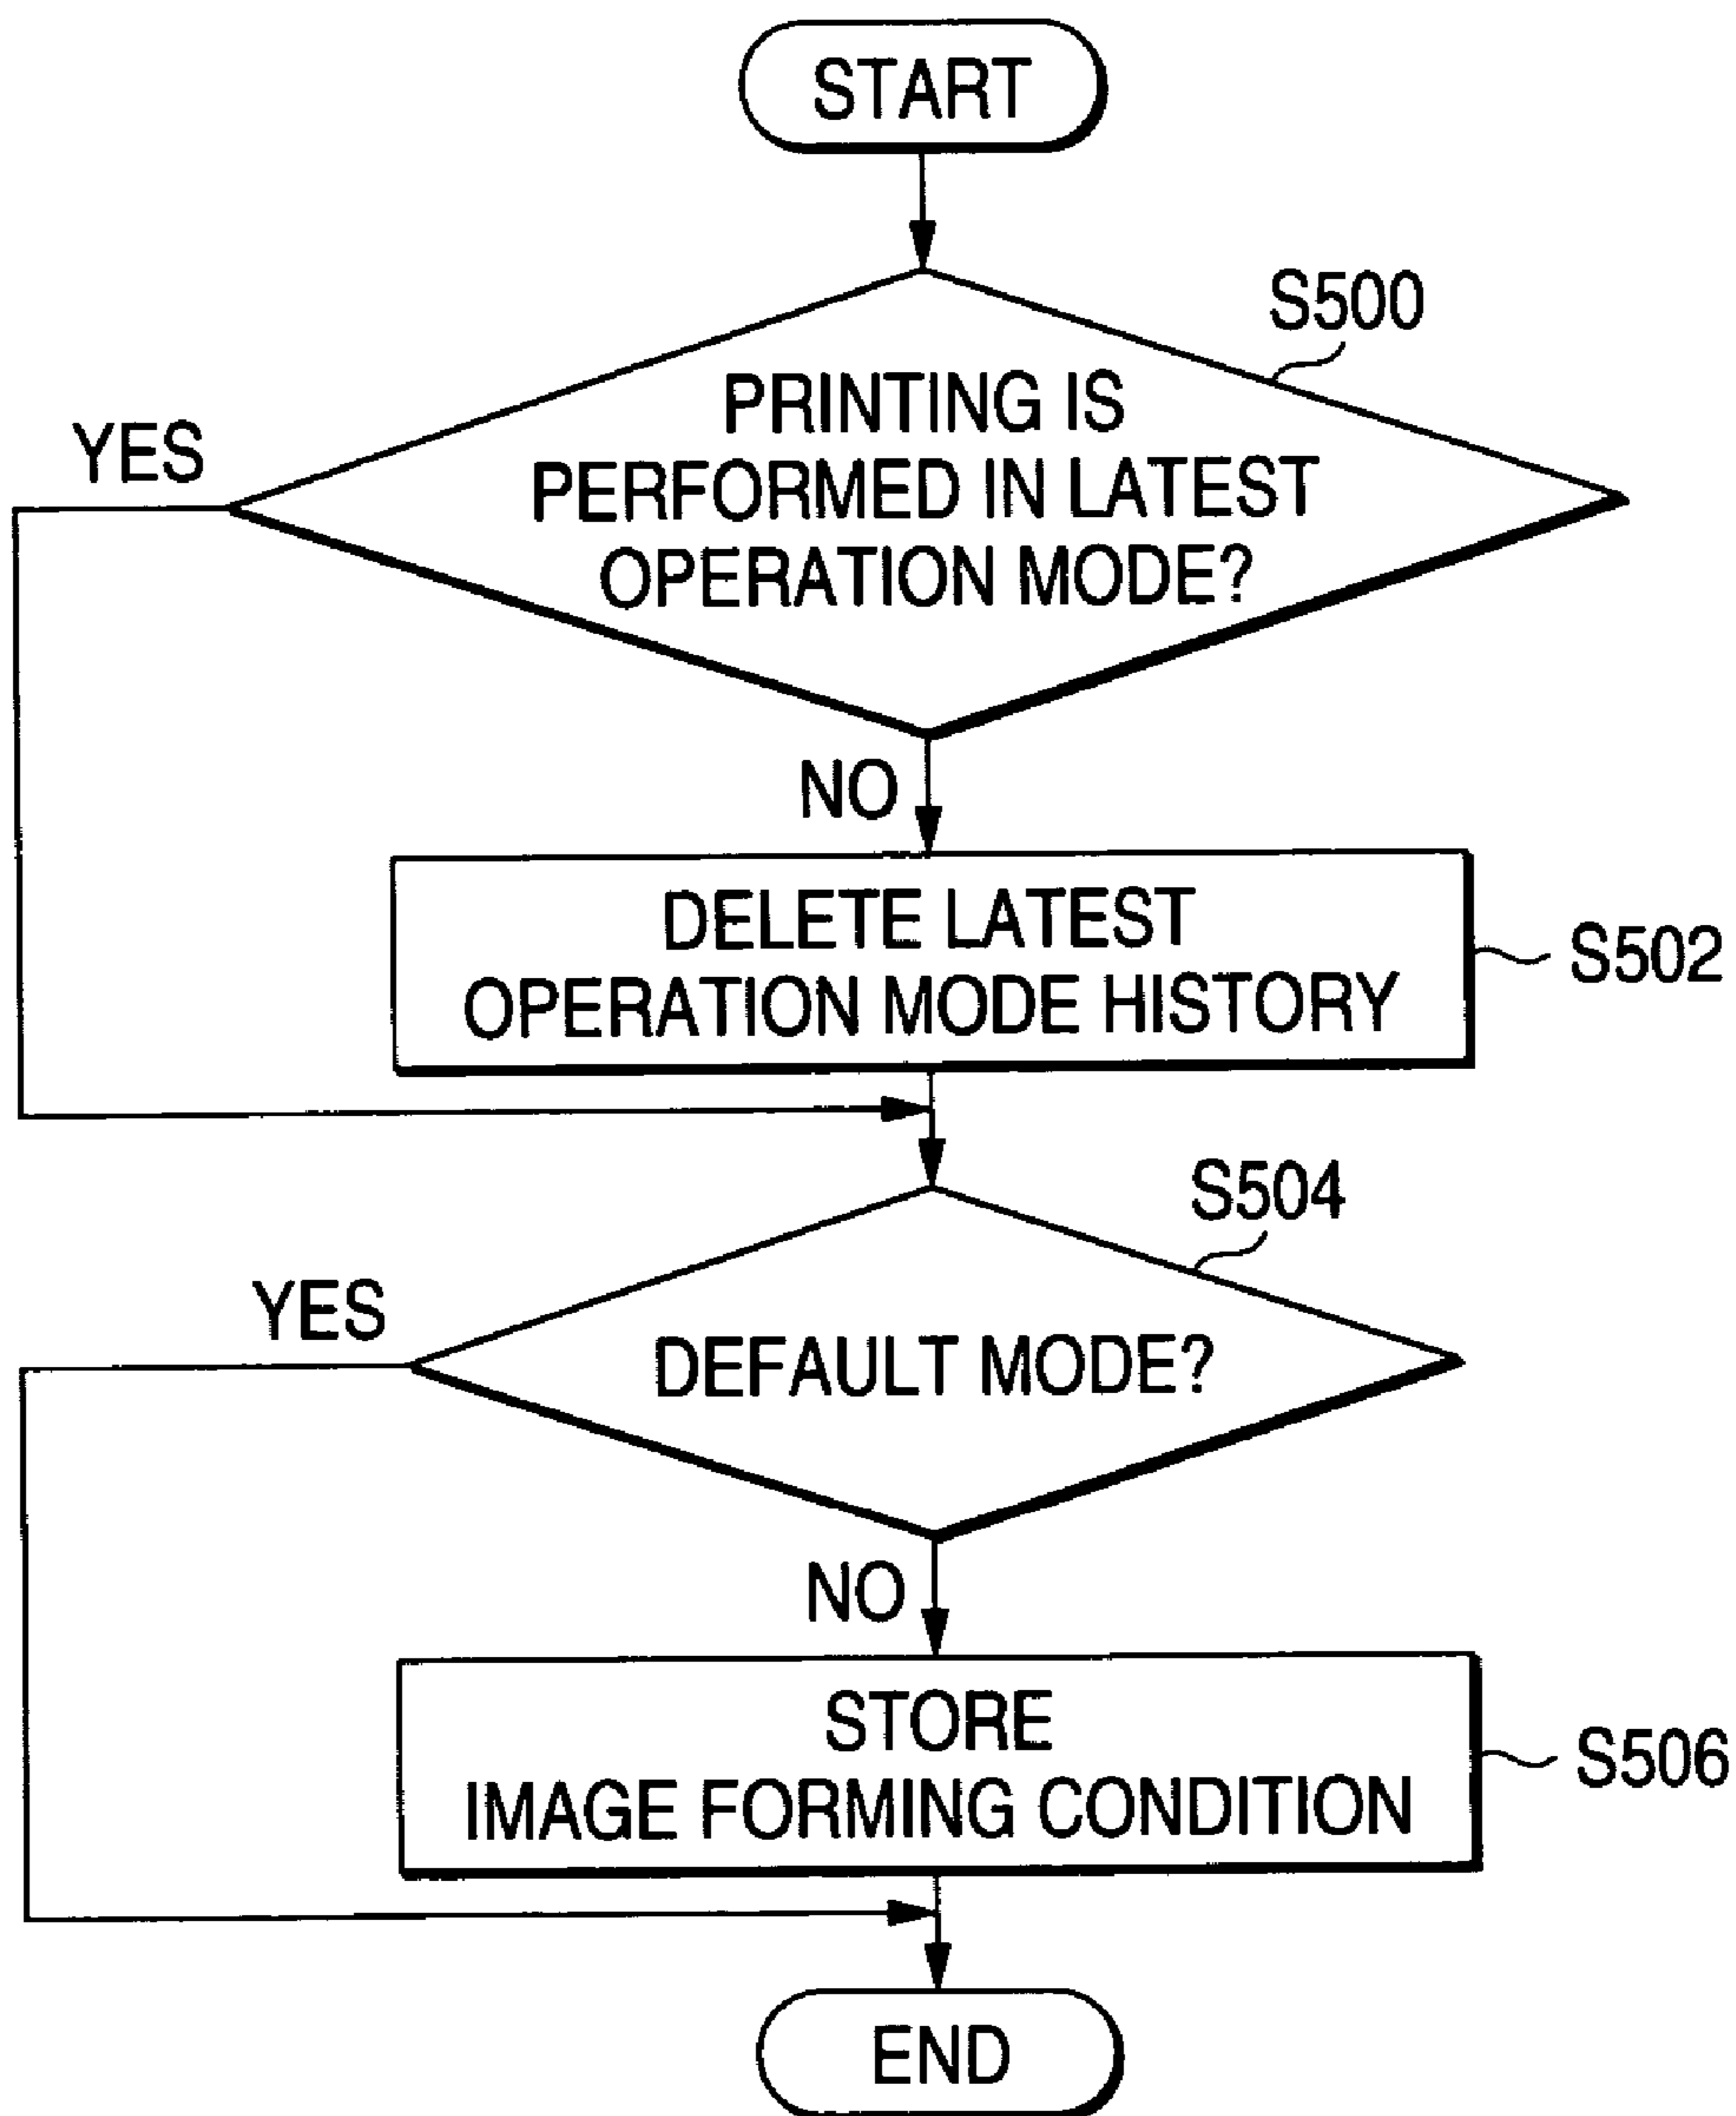 START
S500
PRINTING IS
PERFORMED IN LATEST
OPERATION MODE?
YES
NO
DELETE LATEST
OPERATION MODE HISTORY
S502
S504
YES
DEFAULT MODE?
NO
STORE
IMAGE FORMING CONDITION
S506
END